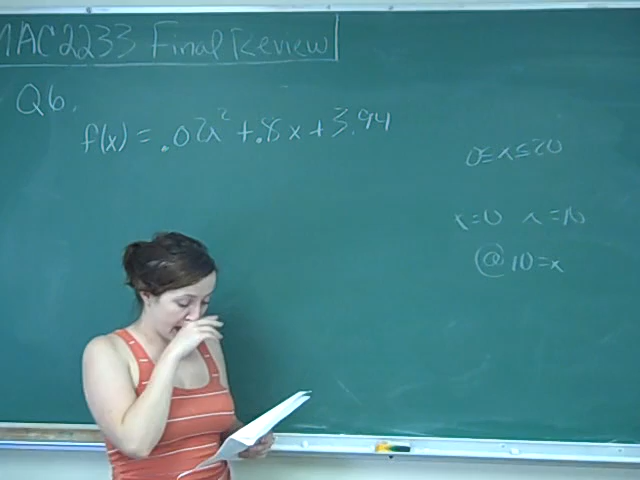 MAC2233 Final Review
Q6.
f(x) = .02x² + .8x + 3.94
0≤x≤20
x=0 x=10
@ 10=x